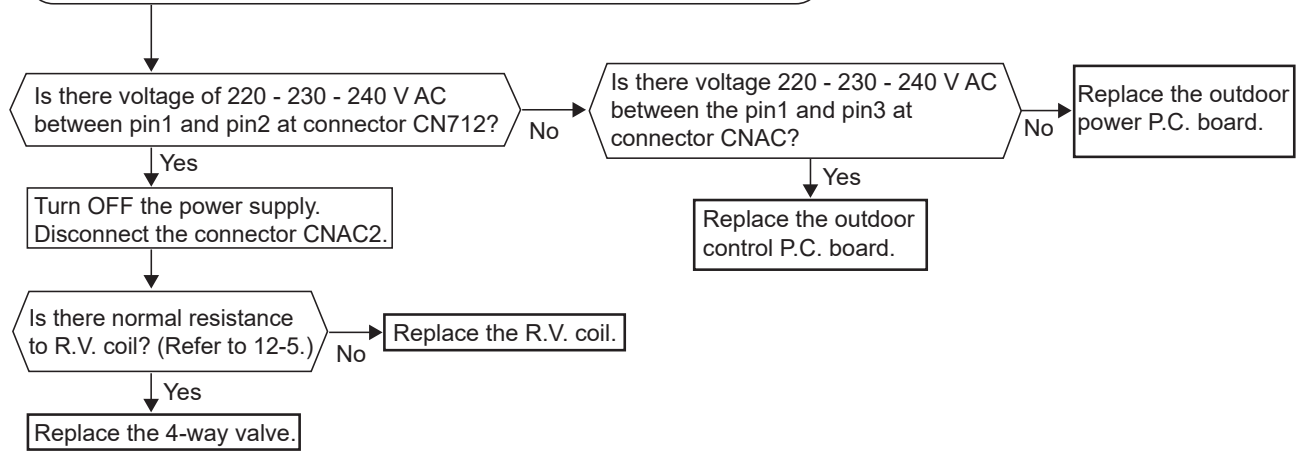 Is there voltage of 220 - 230 - 240 V AC
between pin1 and pin2 at connector CN712?
No
Is there voltage 220 - 230 - 240 V AC
between the pin1 and pin3 at
connector CNAC?
No
Replace the outdoor
power P.C. board.
Yes
Replace the outdoor
control P.C. board.
Yes
Turn OFF the power supply.
Disconnect the connector CNAC2.
Is there normal resistance
to R.V. coil? (Refer to 12-5.)
No
Replace the R.V. coil.
Yes
Replace the 4-way valve.